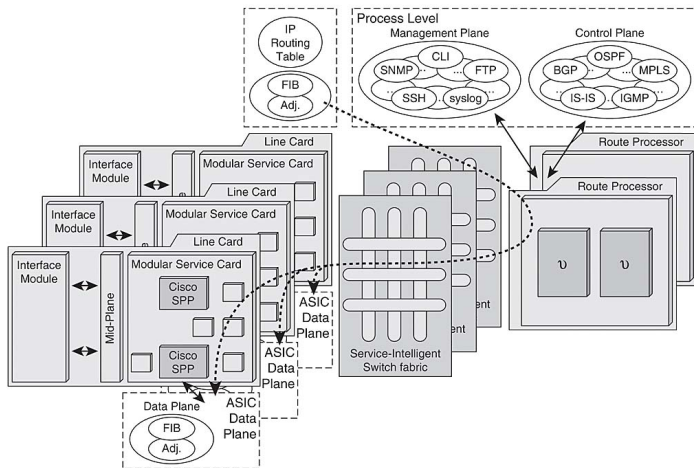 IP
Routing
Table
FIB
Adj.
Process Level
Management Plane
CLI
SNMP
FTP
SSH
syslog
Control Plane
OSPF
BGP
MPLS
IS-IS
IGMP
Line Card
Interface
Module
Modular Service Card
Line Card
Interface
Module
Modular Service Card
Line Card
Interface
Module
Mid-Plane
Modular Service Card
Cisco
SPP
Cisco
SPP
ASIC
Data
Plane
ASIC
Data
Plane
ASIC
Data
Plane
Data Plane
FIB
Adj.
Service-Intelligent
Switch fabric
Route Processor
Route Processor
υ
υ